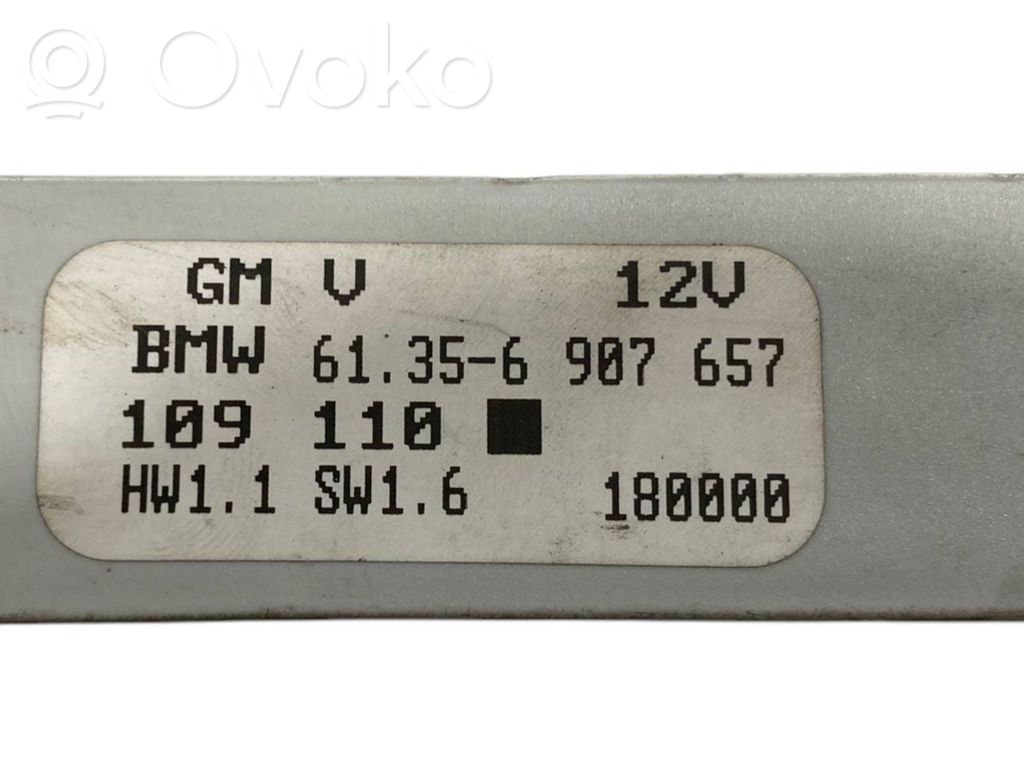 Ovoko
GM V 12V
BMW 61.35-6 907 657
109 110
HW1.1 SW1.6 180000